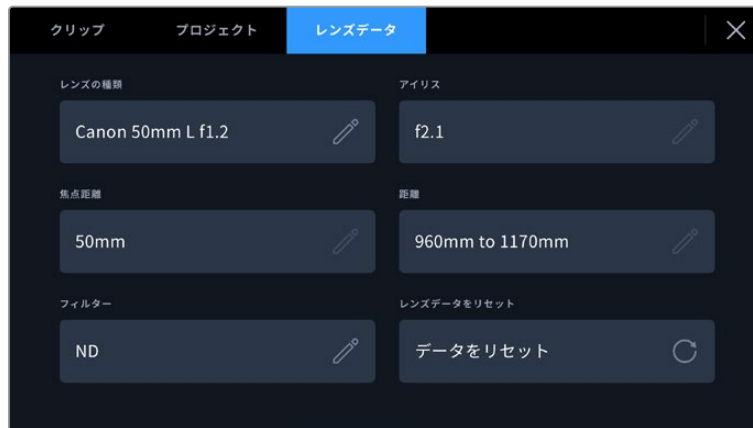 クリップ
プロジェクト
レンズデータ
レンズの種類
アイリス
Canon 50mm L f1.2
f2.1
焦点距離
距離
50mm
960mm to 1170mm
フィルター
レンズデータをリセット
ND
データをリセット